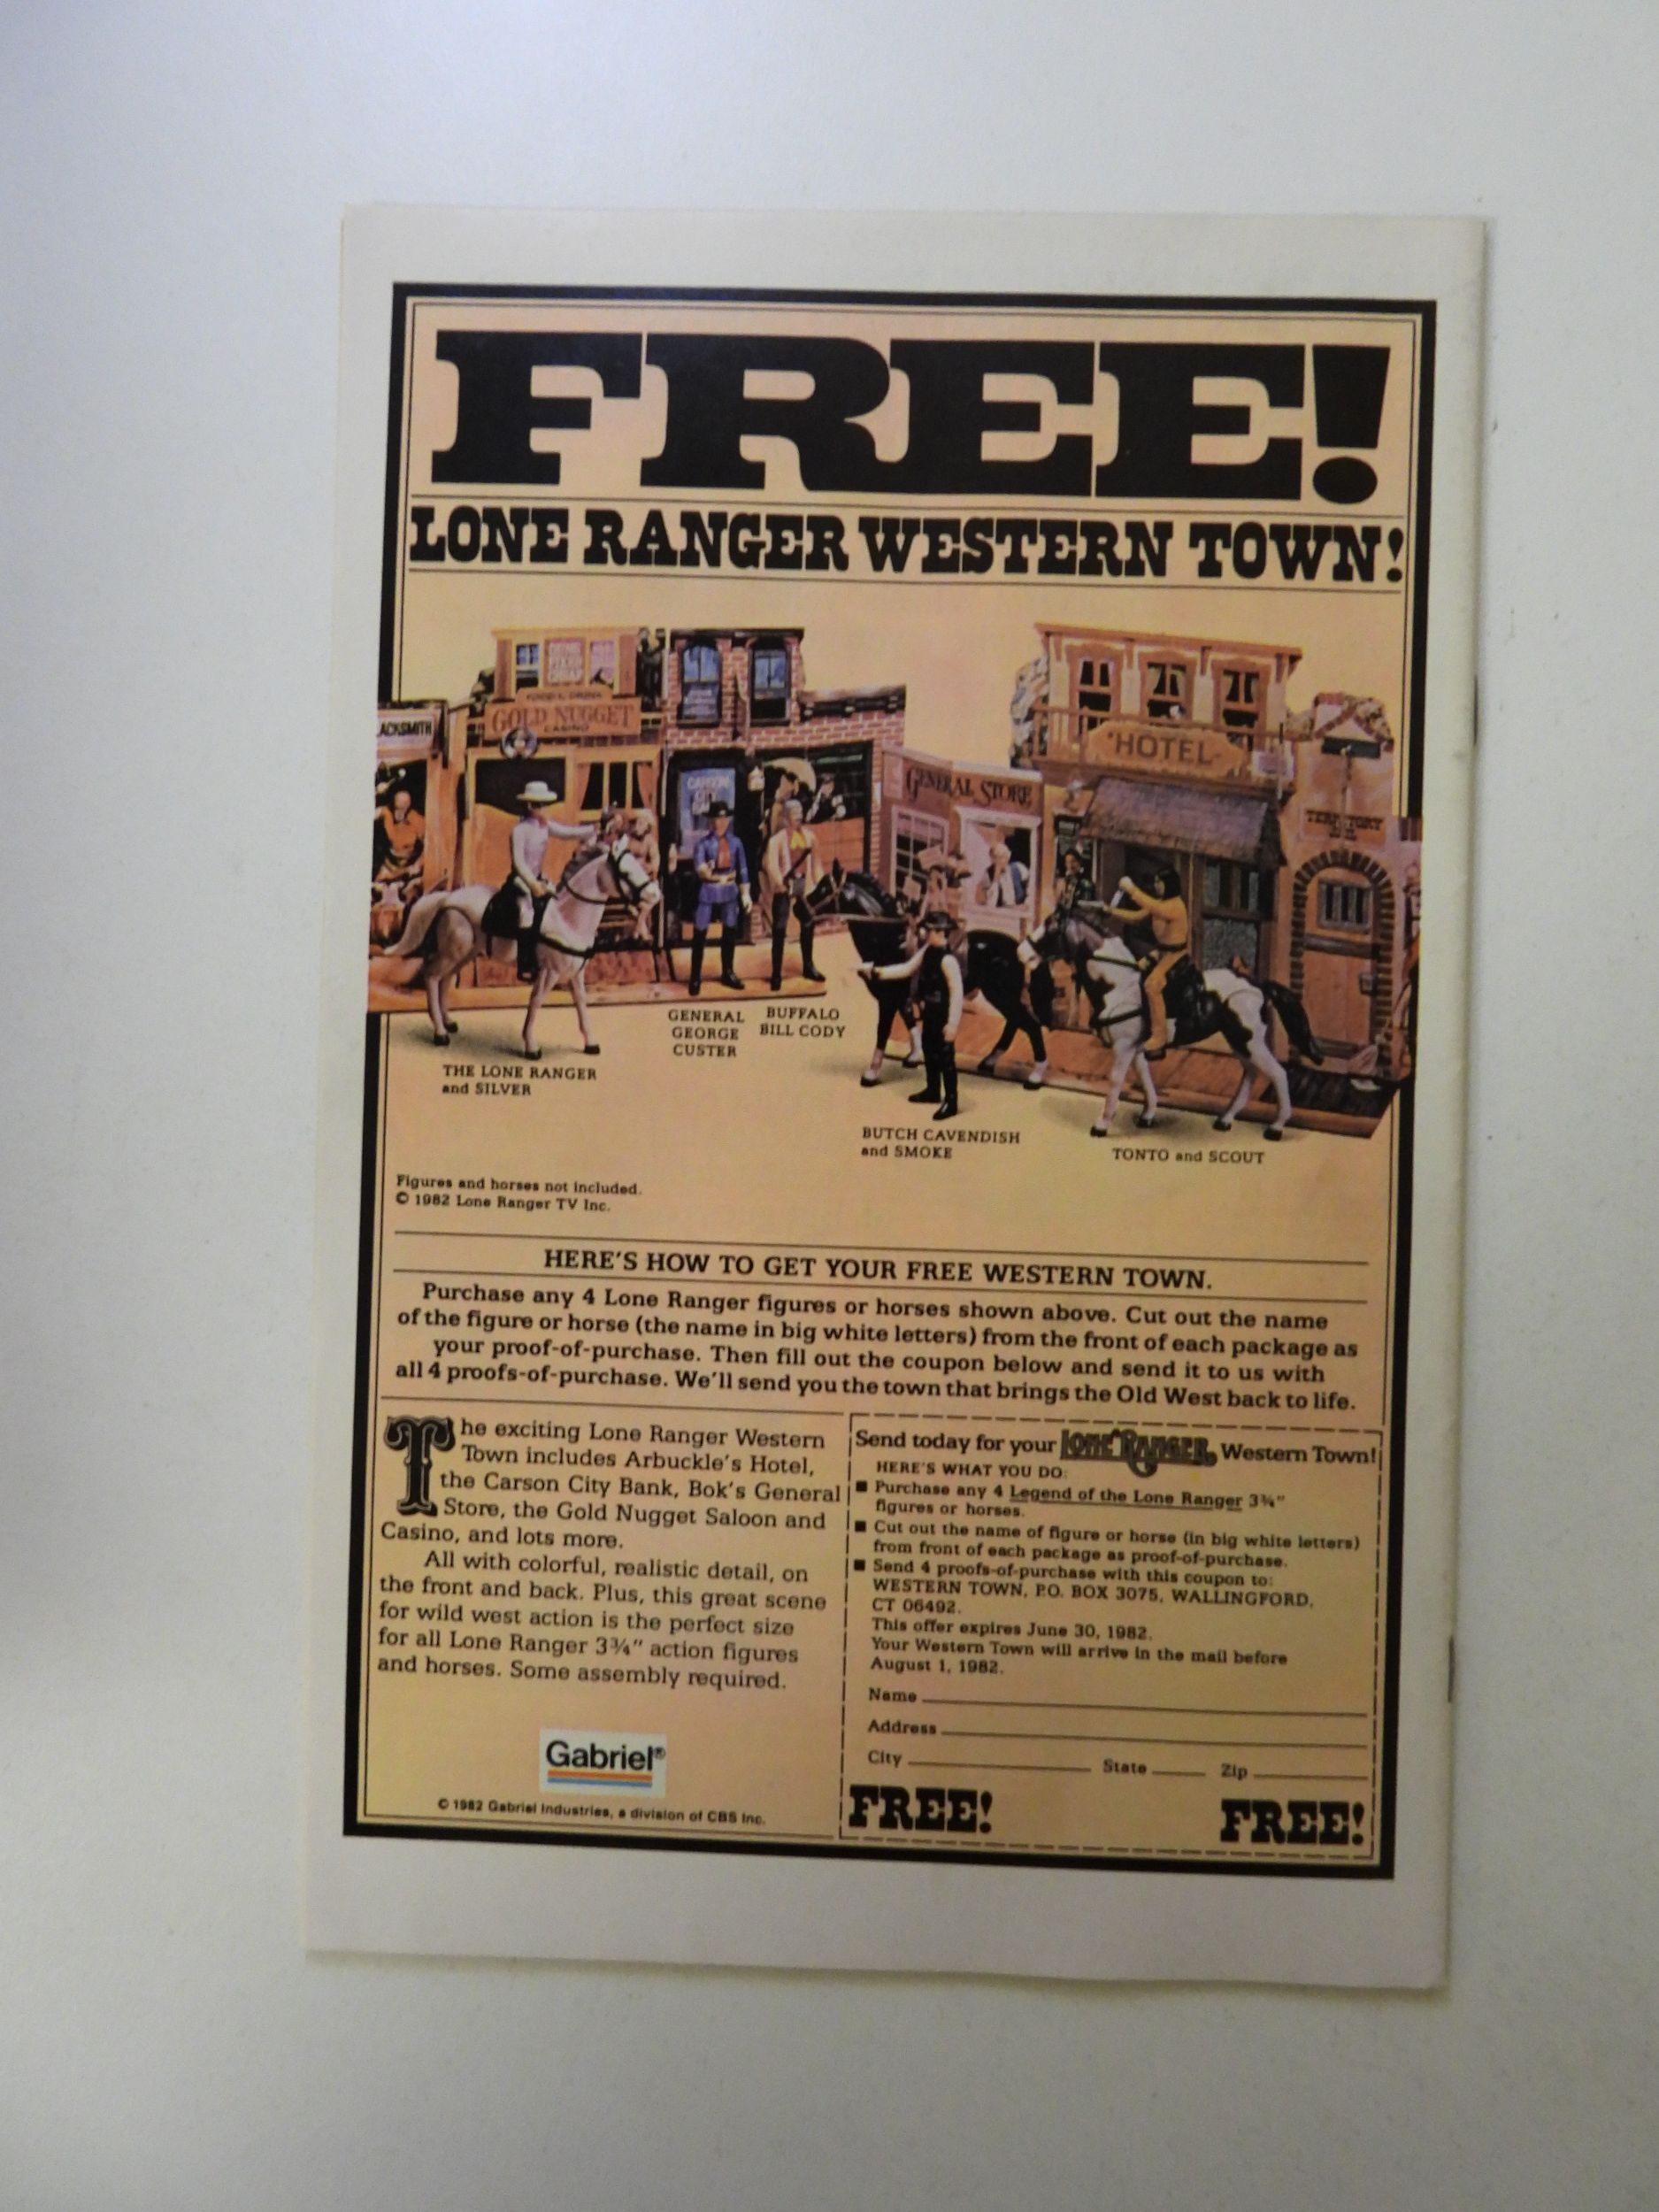 FREE!
LONE RANGER WESTERN TOWN!
ACKSMITH
GOLD NUGGET
CASINO
CARSON
CITY
GENERAL STORE
HOTEL
TERRITORY
THE LONE RANGER
and SILVER
GENERAL
GEORGE
CUSTER
BUFFALO
BILL CODY
BUTCH CAVENDISH
and SMOKE
TONTO and SCOUT
Figures and horses not included.
© 1982 Lone Ranger TV Inc.
HERE'S HOW TO GET YOUR FREE WESTERN TOWN.
Purchase any 4 Lone Ranger figures or horses shown above. Cut out the name
of the figure or horse (the name in big white letters) from the front of each package as
your proof-of-purchase. Then fill out the coupon below and send it to us with
all 4 proofs-of-purchase. We'll send you the town that brings the Old West back to life.
The exciting Lone Ranger Western
Town includes Arbuckle's Hotel,
the Carson City Bank, Bok's General
Store, the Gold Nugget Saloon and
Casino, and lots more.
All with colorful, realistic detail, on
the front and back. Plus, this great scene
for wild west action is the perfect size
for all Lone Ranger 3¾" action figures
and horses. Some assembly required.
Gabriel®
© 1982 Gabriel Industries, a division of CBS Inc.
Send today for your LONE RANGER Western Town!
HERE'S WHAT YOU DO:
■ Purchase any 4 Legend of the Lone Ranger 3¾"
figures or horses.
■ Cut out the name of figure or horse (in big white letters)
from front of each package as proof-of-purchase.
■ Send 4 proofs-of-purchase with this coupon to:
WESTERN TOWN, P.O. BOX 3075, WALLINGFORD,
CT 06492.
This offer expires June 30, 1982.
Your Western Town will arrive in the mail before
August 1, 1982.
Name
Address
City State Zip
FREE! FREE!